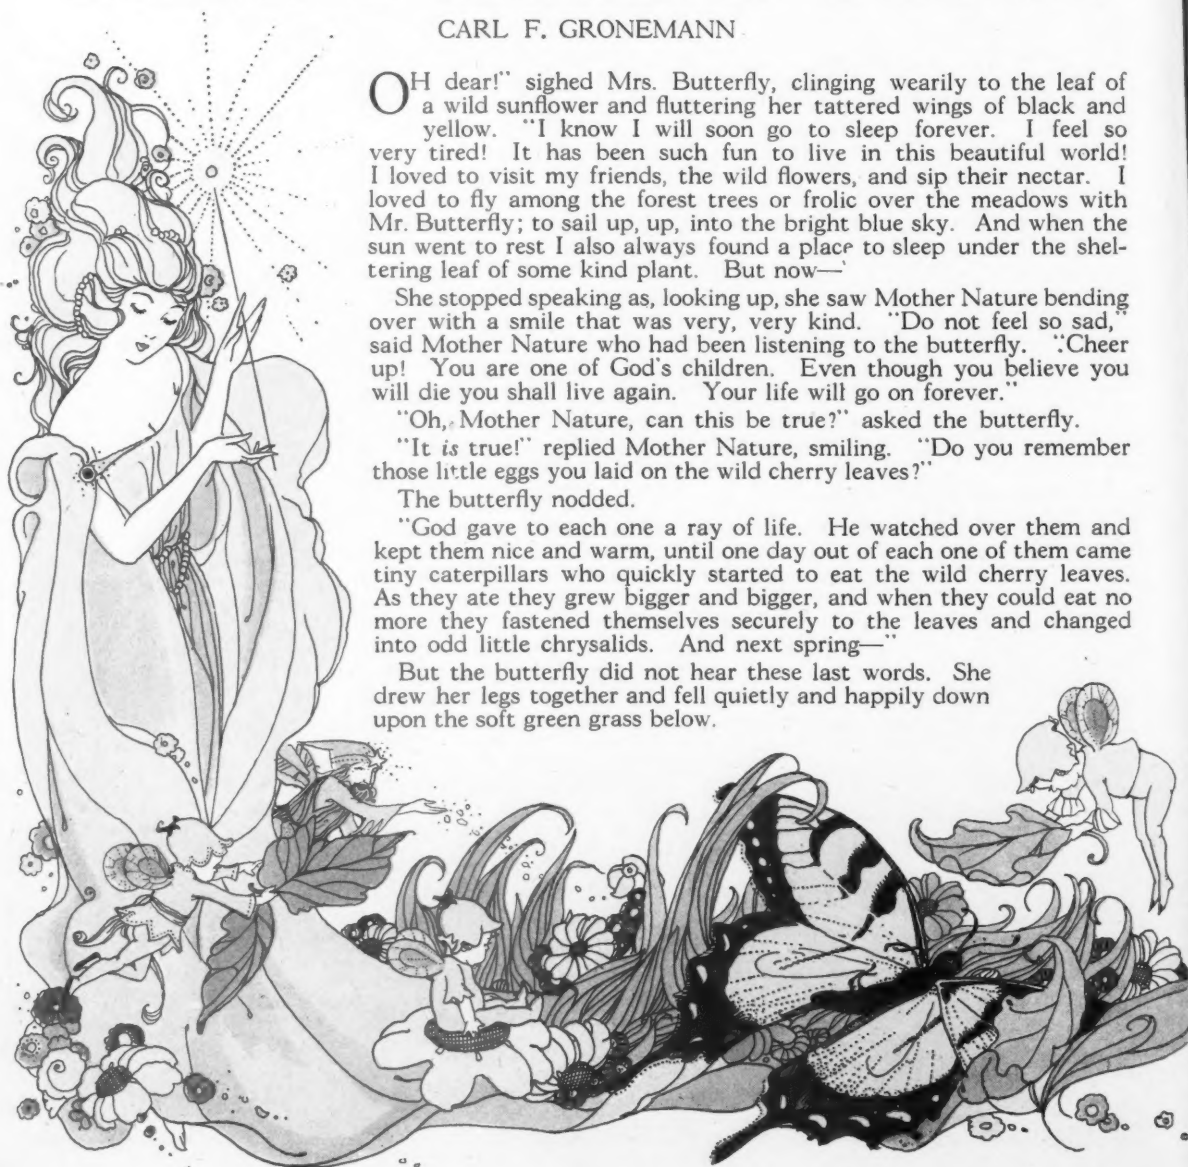 CARL F. GRONEMANN
OH dear!" sighed Mrs. Butterfly, clinging wearily to the leaf of
a wild sunflower and fluttering her tattered wings of black and
yellow. "I know I will soon go to sleep forever. I feel so
very tired! It has been such fun to live in this beautiful world!
I loved to visit my friends, the wild flowers, and sip their nectar. I
loved to fly among the forest trees or frolic over the meadows with
Mr. Butterfly; to sail up, up, into the bright blue sky. And when the
sun went to rest I also always found a place to sleep under the shel-
tering leaf of some kind plant. But now—"
She stopped speaking as, looking up, she saw Mother Nature bending
over with a smile that was very, very kind. "Do not feel so sad,"
said Mother Nature who had been listening to the butterfly. "Cheer
up! You are one of God's children. Even though you believe you
will die you shall live again. Your life will go on forever."
"Oh, Mother Nature, can this be true?" asked the butterfly.
"It is true!" replied Mother Nature, smiling. "Do you remember
those little eggs you laid on the wild cherry leaves?"
The butterfly nodded.
"God gave to each one a ray of life. He watched over them and
kept them nice and warm, until one day out of each one of them came
tiny caterpillars who quickly started to eat the wild cherry leaves.
As they ate they grew bigger and bigger, and when they could eat no
more they fastened themselves securely to the leaves and changed
into odd little chrysalids. And next spring—"
But the butterfly did not hear these last words. She
drew her legs together and fell quietly and happily down
upon the soft green grass below.